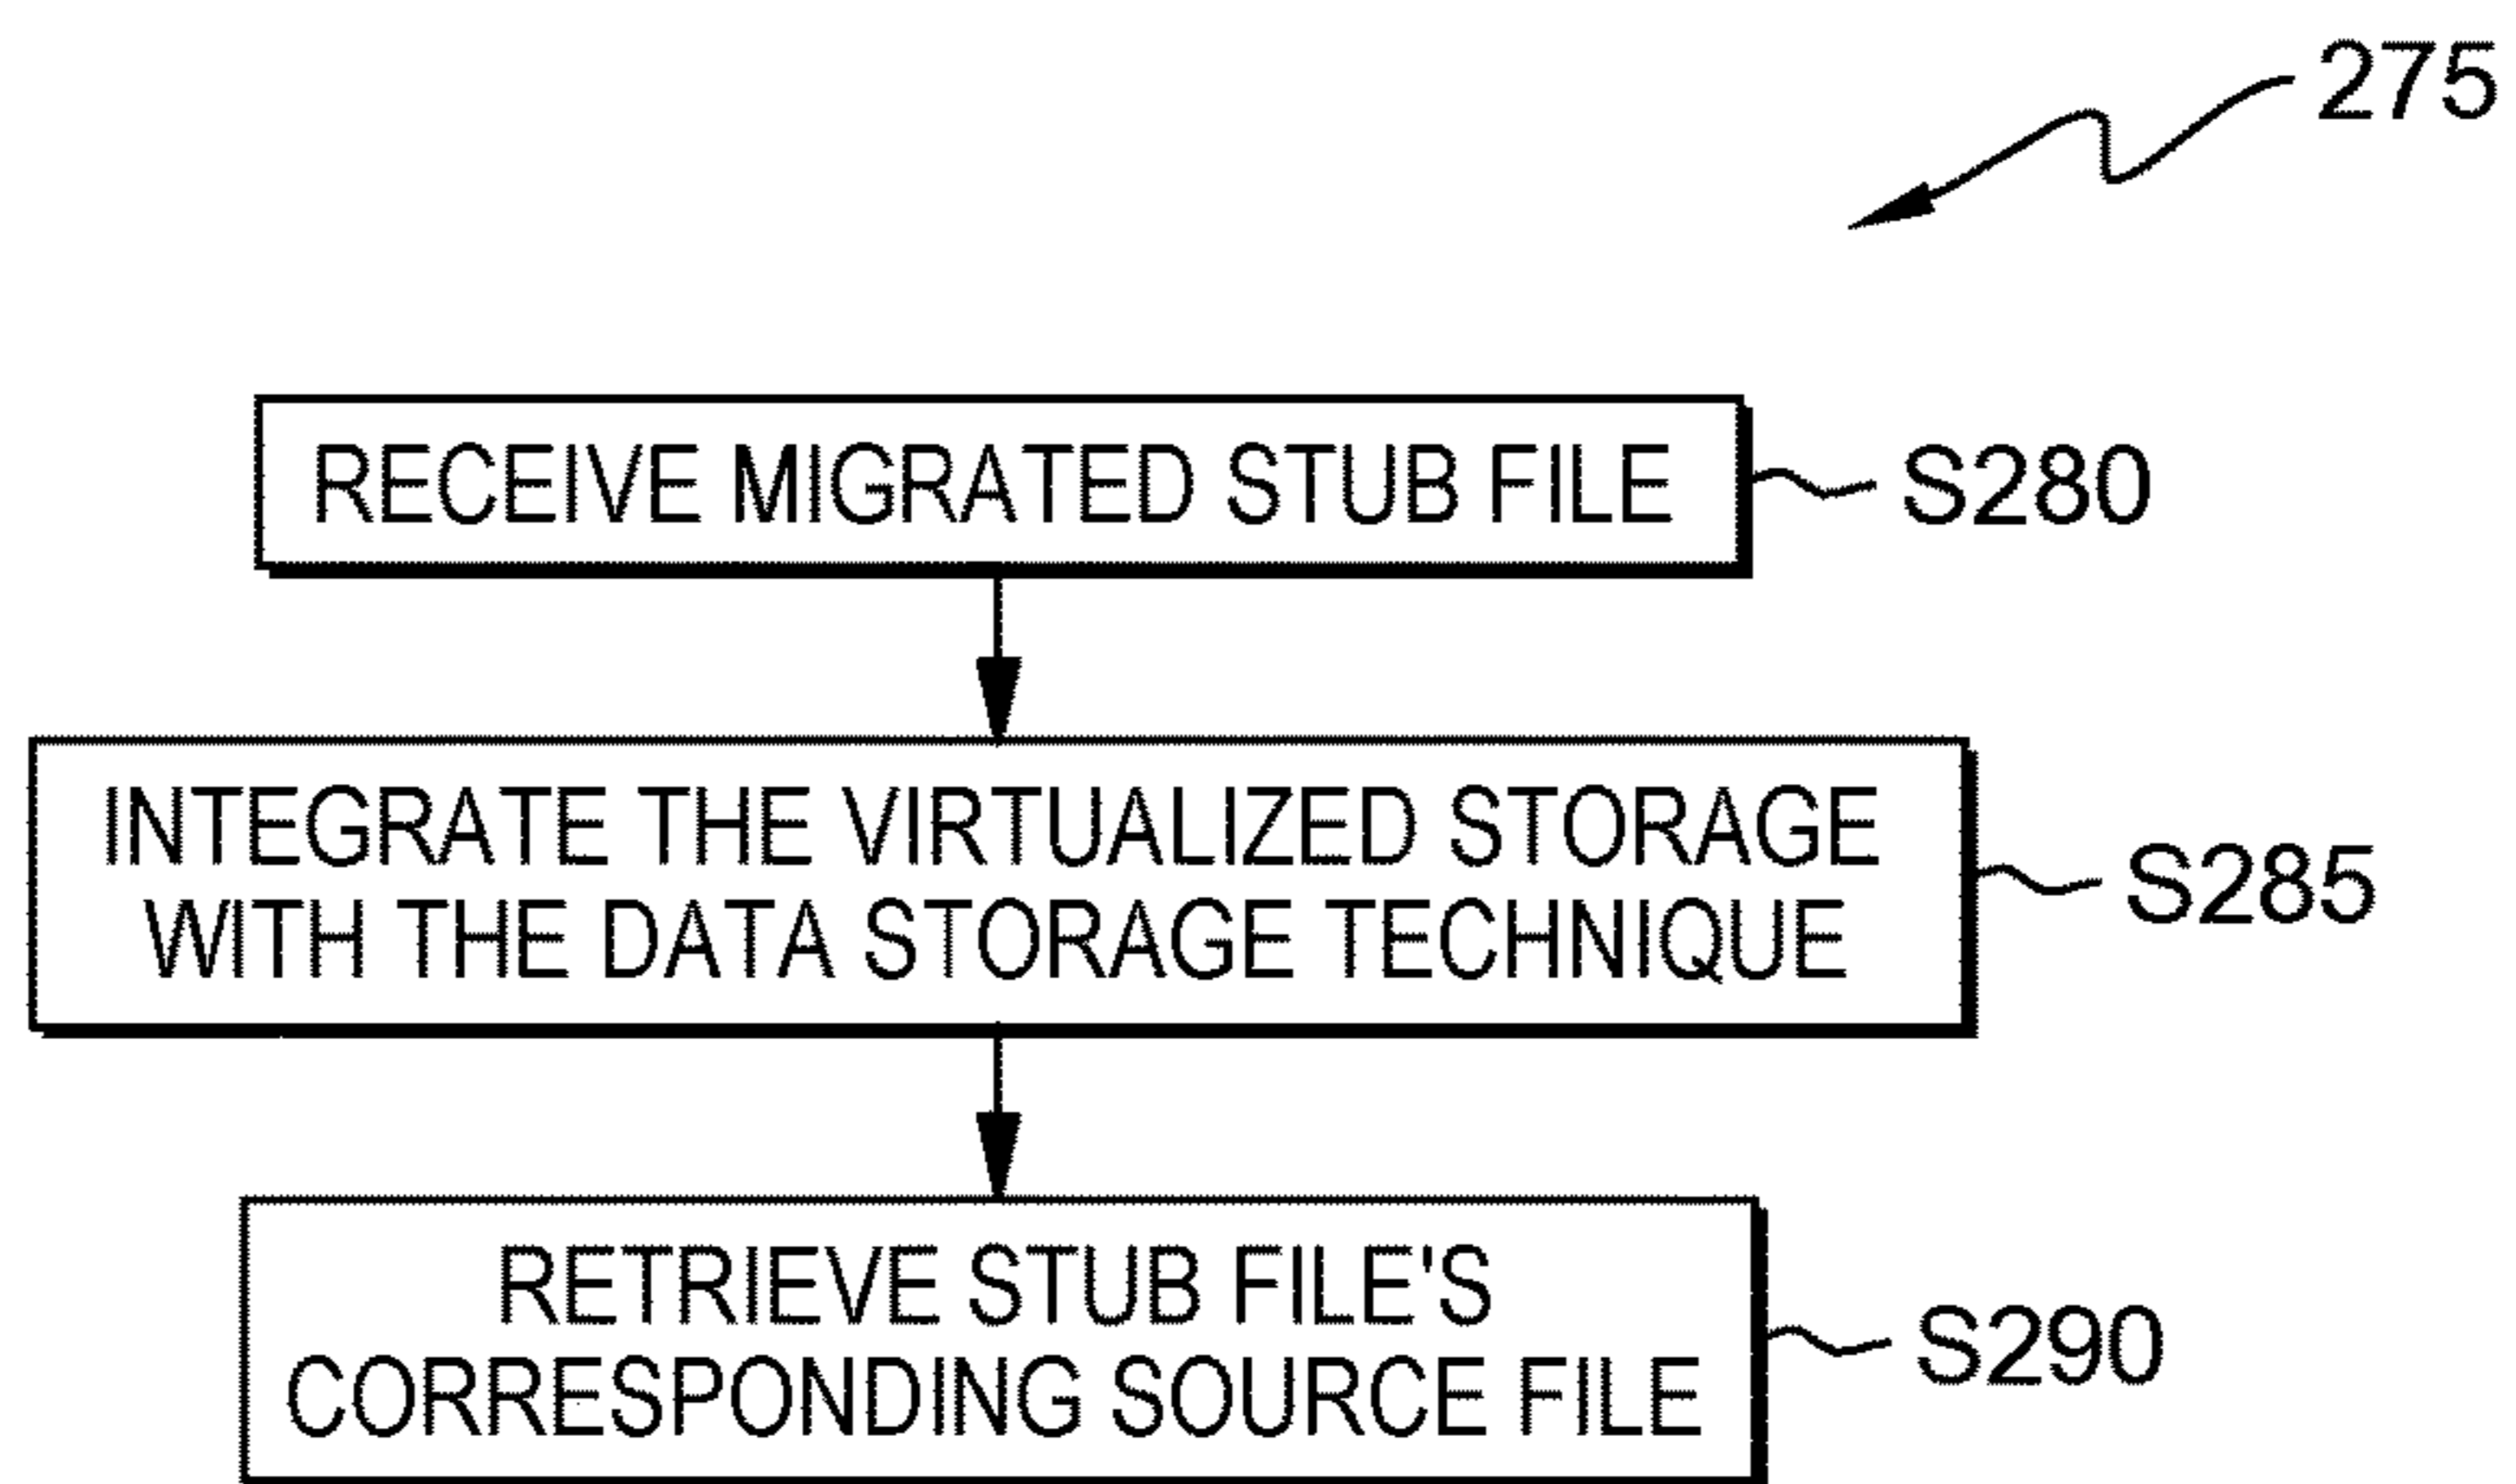 275
RECEIVE MIGRATED STUB FILE
S280
INTEGRATE THE VIRTUALIZED STORAGE
WITH THE DATA STORAGE TECHNIQUE
S285
RETRIEVE STUB FILE'S
CORRESPONDING SOURCE FILE
S290